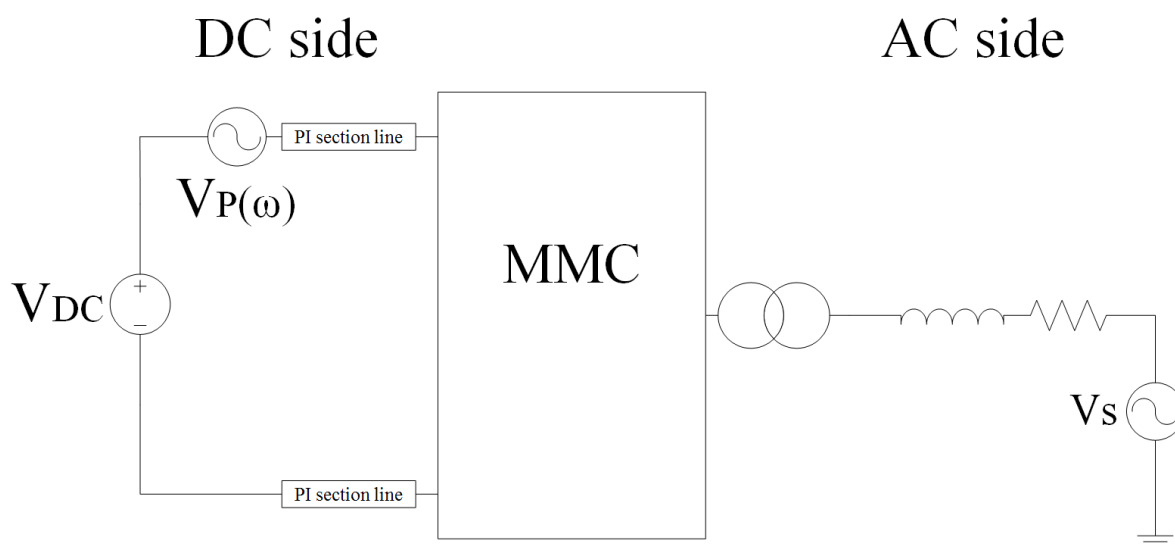 DC side
AC side
PI section line
VP(ω)
MMC
VDC
+
−
Vs
PI section line